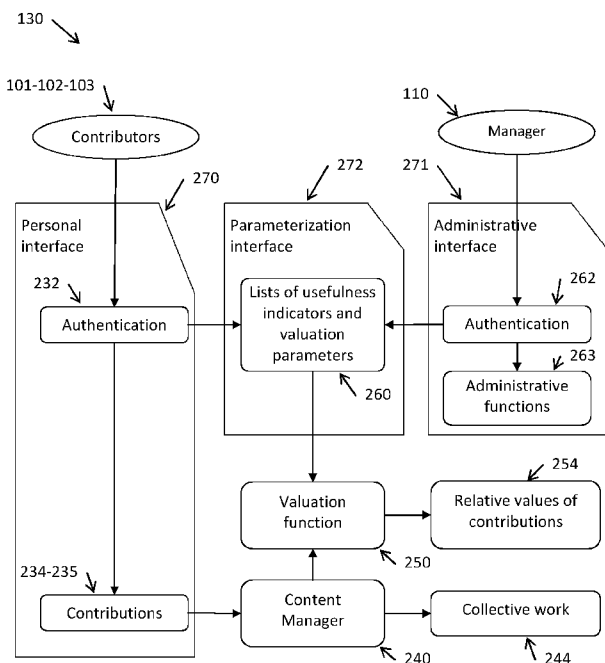 130
101-102-103
110
Contributors
Manager
270
272
271
Personal
interface
Parameterization
interface
Administrative
interface
232
262
Authentication
Lists of usefulness
indicators and
valuation
parameters
Authentication
263
260
Administrative
functions
254
Valuation
function
Relative values of
contributions
250
234-235
Contributions
Content
Manager
Collective work
240
244